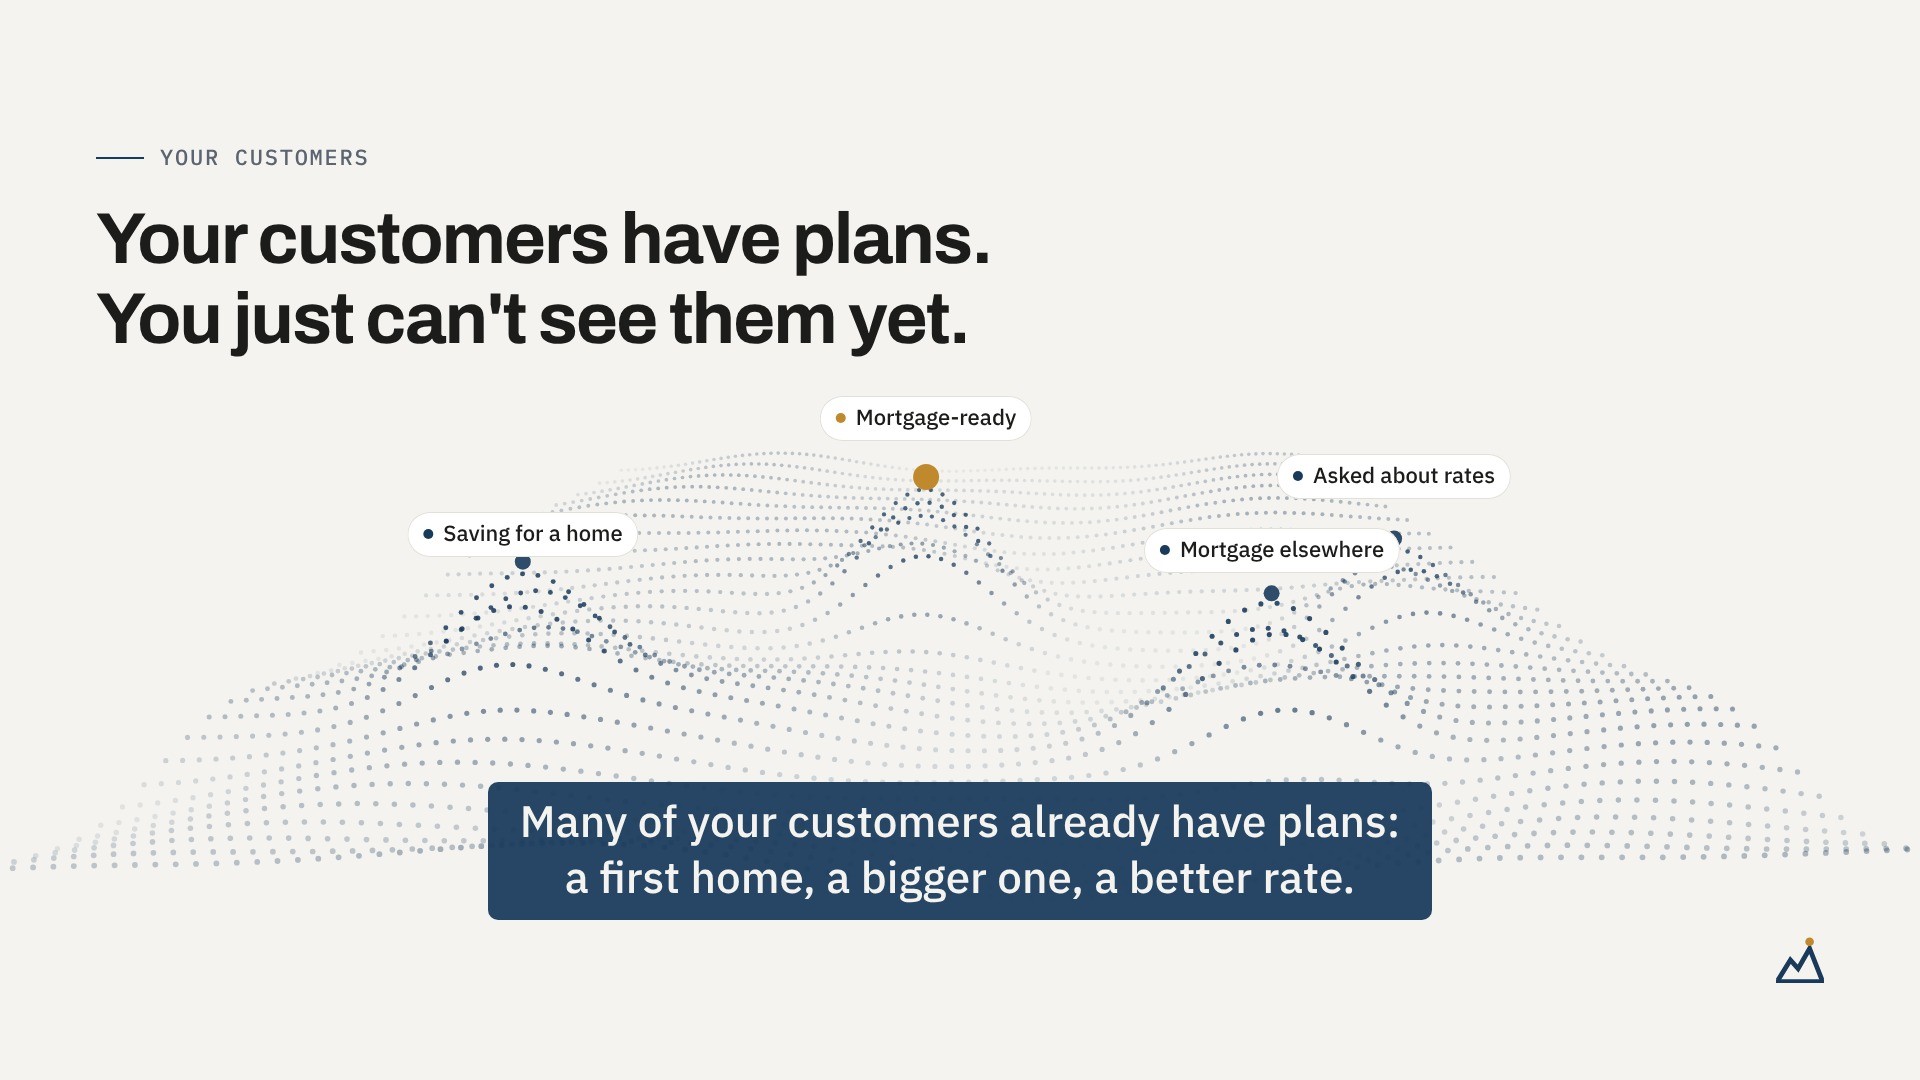 YOUR CUSTOMERS
Your customers have plans.
You just can't see them yet.
Mortgage-ready
Asked about rates
Saving for a home
Mortgage elsewhere
Many of your customers already have plans:
a first home, a bigger one, a better rate.